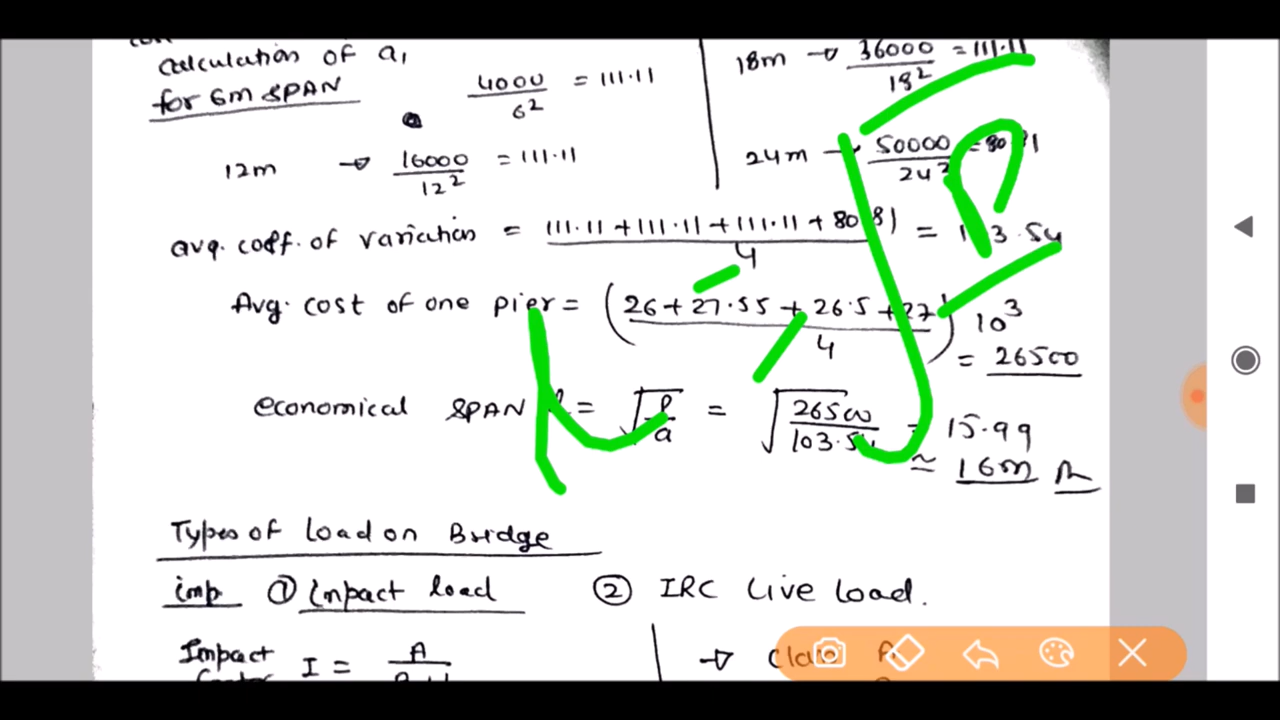 calculation of a₁
for 6m SPAN
4000 / 6² = 111.11
12m → 16000 / 12² = 111.11
18m → 36000 / 18² = 111.11
24m → 50000 / 24²
avg. coeff. of variation = (111.11 + 111.11 + 111.11 + 80.81) / 4 = 103.54
Avg. cost of one pier = ( (26 + 27.55 + 26.5 + 27) / 4 ) 10³
= 26500
economical SPAN l = √(P/a) = √(26500/103.54) = 15.99
≈ 16m
Types of Load on Bridge
imp ① Impact load ② IRC Live Load.
Impact I = A
→ Class A